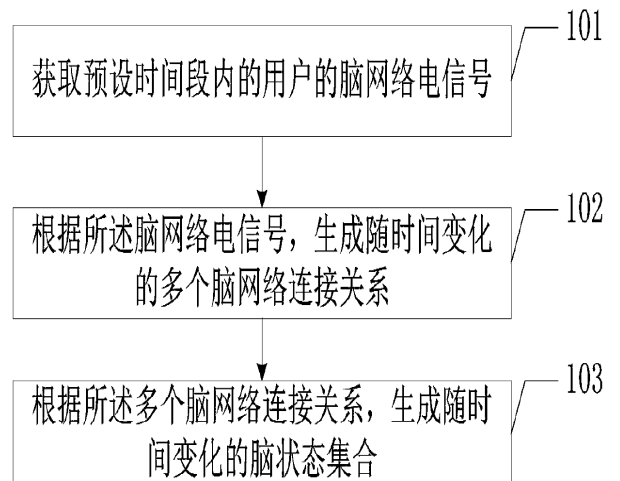 101
获取预设时间段内的用户的脑网络电信号
102
根据所述脑网络电信号，生成随时间变化
的多个脑网络连接关系
103
根据所述多个脑网络连接关系，生成随时
间变化的脑状态集合